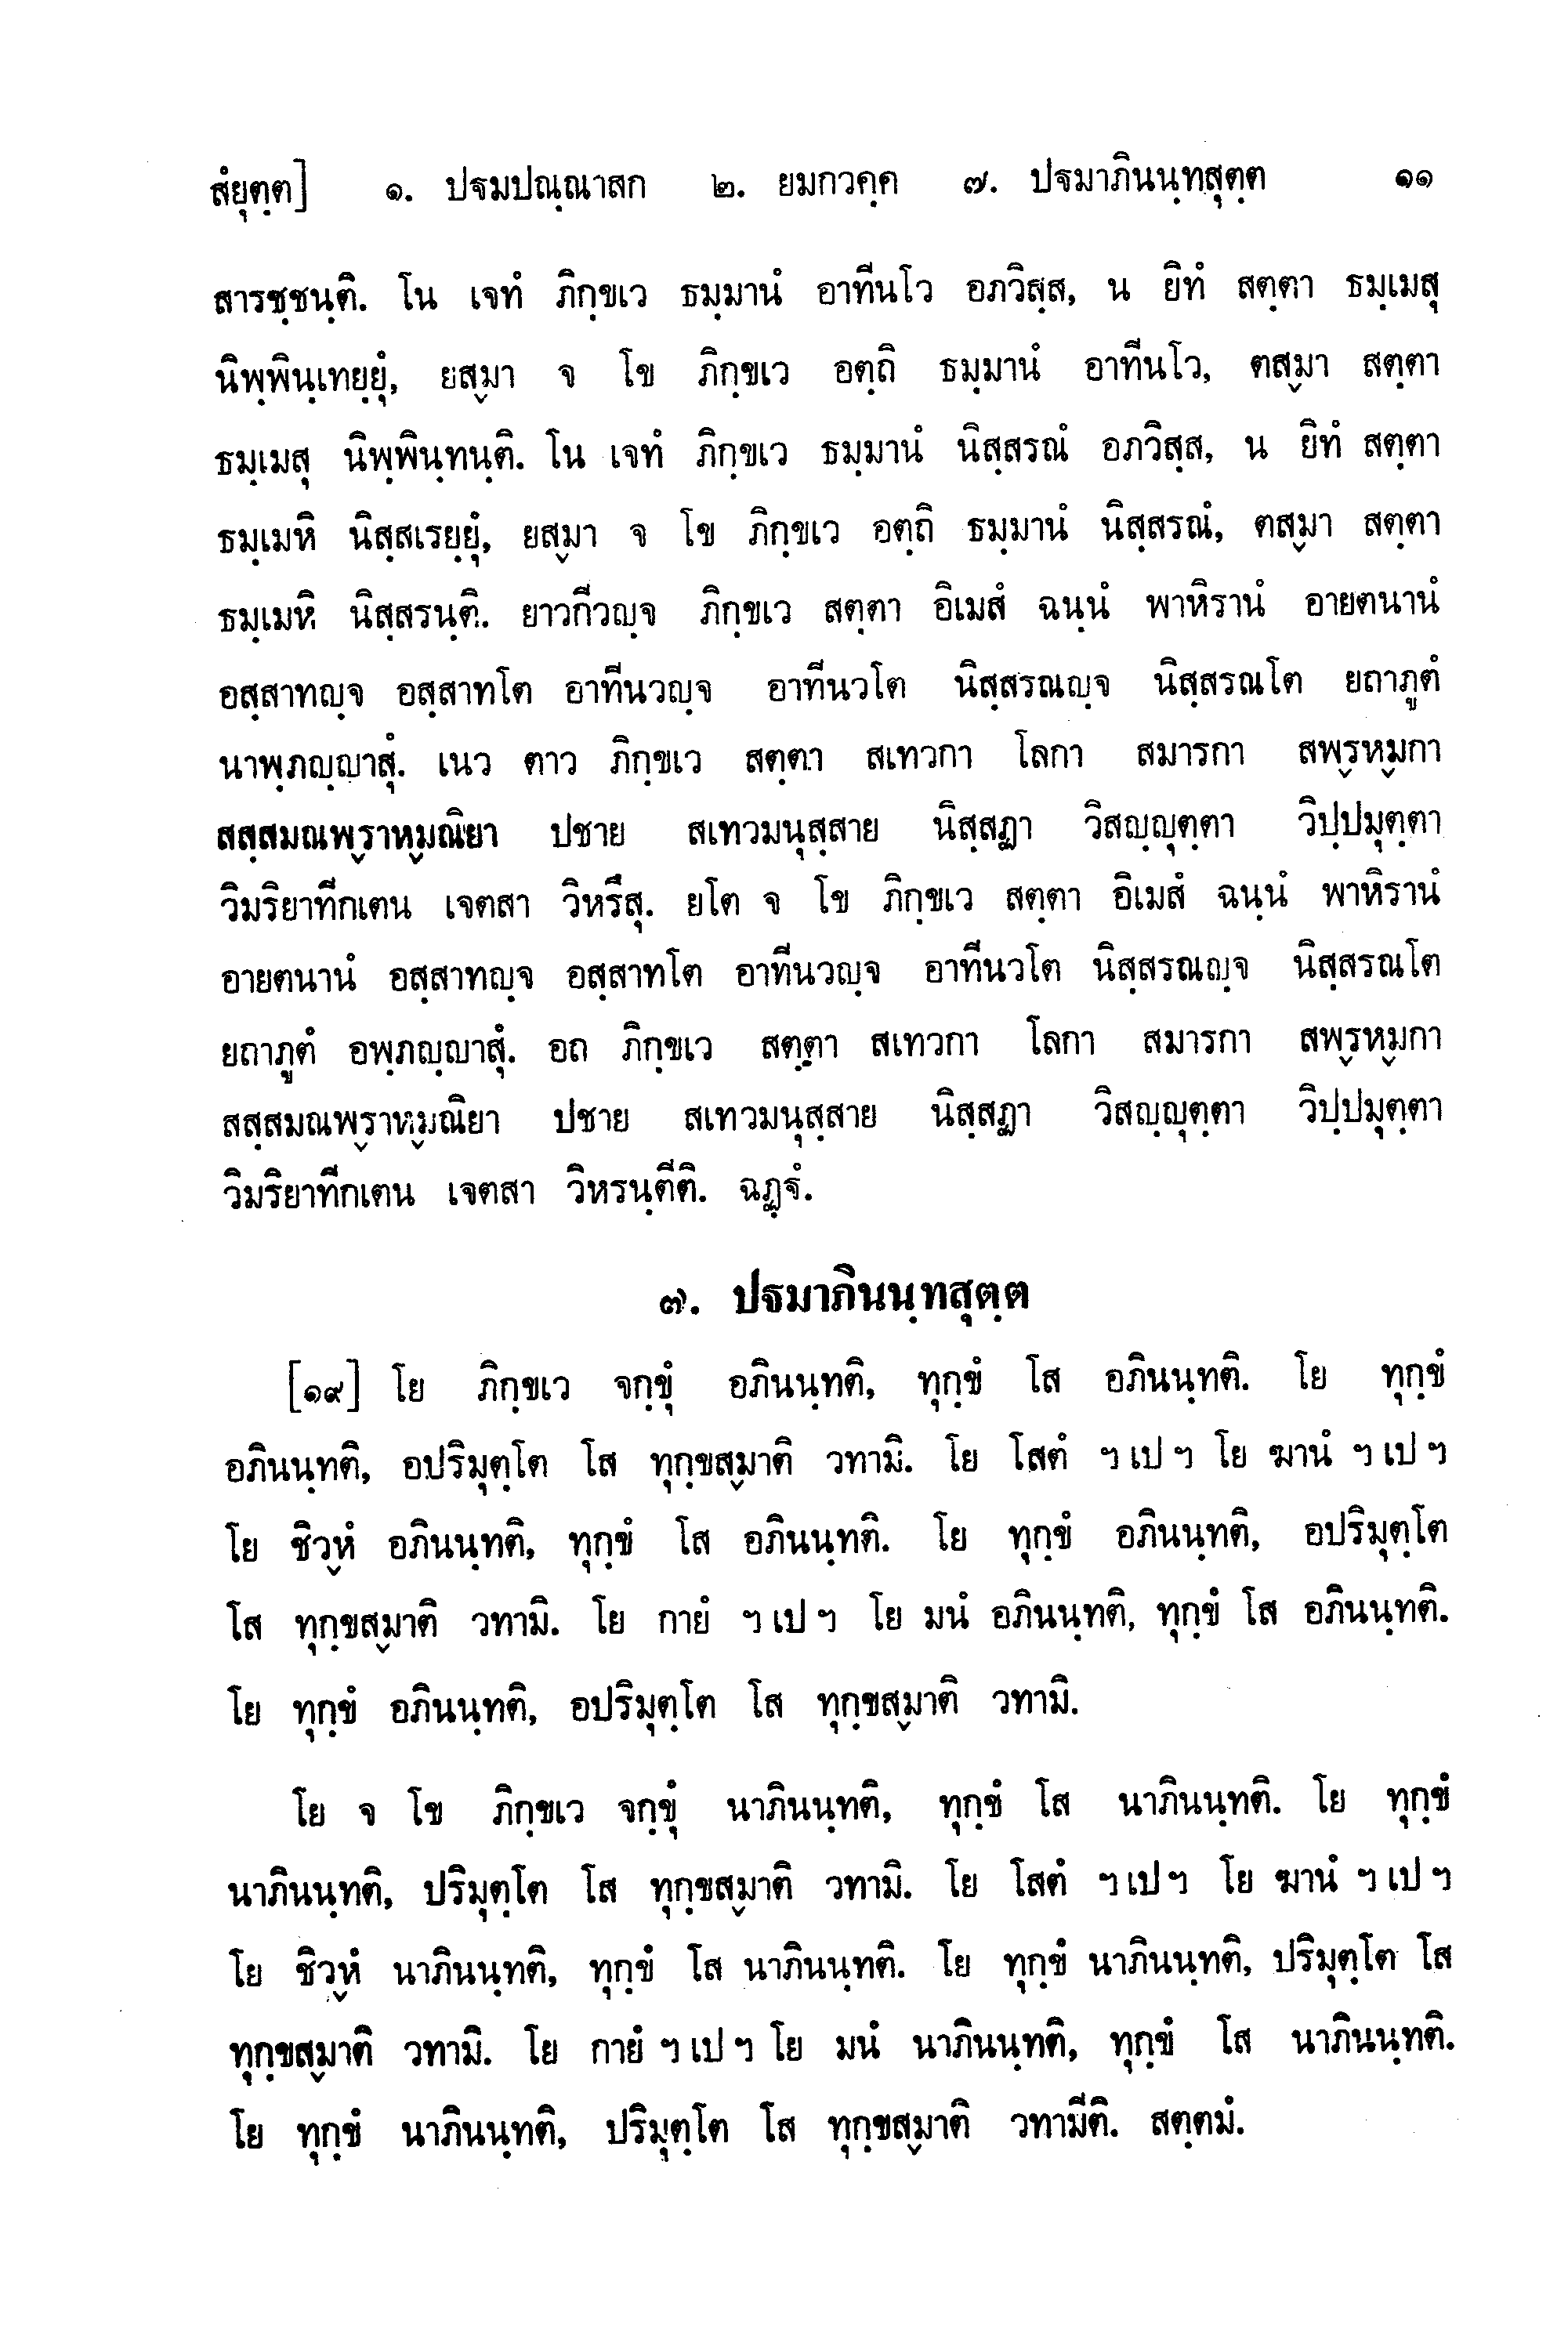 สํยุตฺต] ๑. ปฐมปณฺณาสก ๒. ยมกวคฺค ๗. ปฐมาภินนฺทสุตฺต ๑๑
สารชฺชนฺติ. โน เจทํ ภิกฺขเว ธมฺมานํ อาทีนโว อภวิสฺส, น ยิทํ สตฺตา ธมฺเมสุ
นิพฺพินฺเทยฺยุํ, ยสฺมา จ โข ภิกฺขเว อตฺถิ ธมฺมานํ อาทีนโว, ตสฺมา สตฺตา
ธมฺเมสุ นิพฺพินฺทนฺติ. โน เจทํ ภิกฺขเว ธมฺมานํ นิสฺสรณํ อภวิสฺส, น ยิทํ สตฺตา
ธมฺเมหิ นิสฺสเรยฺยุํ, ยสฺมา จ โข ภิกฺขเว อตฺถิ ธมฺมานํ นิสฺสรณํ, ตสฺมา สตฺตา
ธมฺเมหิ นิสฺสรนฺติ. ยาวกีวญฺจ ภิกฺขเว สตฺตา อิเมสํ ฉนฺนํ พาหิรานํ อายตนานํ
อสฺสาทญฺจ อสฺสาทโต อาทีนวญฺจ อาทีนวโต นิสฺสรณญฺจ นิสฺสรณโต ยถาภูตํ
นาพฺภญฺญาสุํ. เนว ตาว ภิกฺขเว สตฺตา สเทวกา โลกา สมารกา สพฺรหฺมกา
สสฺสมณพฺราหฺมณิยา ปชาย สเทวมนุสฺสาย นิสฺสฏา วิสญฺญุตฺตา วิปฺปมุตฺตา
วิมริยาทีกเตน เจตสา วิหรึสุ. ยโต จ โข ภิกฺขเว สตฺตา อิเมสํ ฉนฺนํ พาหิรานํ
อายตนานํ อสฺสาทญฺจ อสฺสาทโต อาทีนวญฺจ อาทีนวโต นิสฺสรณญฺจ นิสฺสรณโต
ยถาภูตํ อพฺภญฺญาสุํ. อถ ภิกฺขเว สตฺตา สเทวกา โลกา สมารกา สพฺรหฺมกา
สสฺสมณพฺราหฺมณิยา ปชาย สเทวมนุสฺสาย นิสฺสฏา วิสญฺญุตฺตา วิปฺปมุตฺตา
วิมริยาทีกเตน เจตสา วิหรนฺตีติ. ฉฏฺฐํ.
๗. ปฐมาภินนฺทสุตฺต
[๑๙] โย ภิกฺขเว จกฺขุํ อภินนฺทติ, ทุกฺขํ โส อภินนฺทติ. โย ทุกฺขํ
อภินนฺทติ, อปริมุตฺโต โส ทุกฺขสฺมาติ วทามิ. โย โสตํ ฯ เป ฯ โย ฆานํ ฯ เป ฯ
โย ชิวฺหํ อภินนฺทติ, ทุกฺขํ โส อภินนฺทติ. โย ทุกฺขํ อภินนฺทติ, อปริมุตฺโต
โส ทุกฺขสฺมาติ วทามิ. โย กายํ ฯ เป ฯ โย มนํ อภินนฺทติ, ทุกฺขํ โส อภินนฺทติ.
โย ทุกฺขํ อภินนฺทติ, อปริมุตฺโต โส ทุกฺขสฺมาติ วทามิ.
โย จ โข ภิกฺขเว จกฺขุํ นาภินนฺทติ, ทุกฺขํ โส นาภินนฺทติ. โย ทุกฺขํ
นาภินนฺทติ, ปริมุตฺโต โส ทุกฺขสฺมาติ วทามิ. โย โสตํ ฯ เป ฯ โย ฆานํ ฯ เป ฯ
โย ชิวฺหํ นาภินนฺทติ, ทุกฺขํ โส นาภินนฺทติ. โย ทุกฺขํ นาภินนฺทติ, ปริมุตฺโต โส
ทุกฺขสฺมาติ วทามิ. โย กายํ ฯ เป ฯ โย มนํ นาภินนฺทติ, ทุกฺขํ โส นาภินนฺทติ.
โย ทุกฺขํ นาภินนฺทติ, ปริมุตฺโต โส ทุกฺขสฺมาติ วทามีติ. สตฺตมํ.